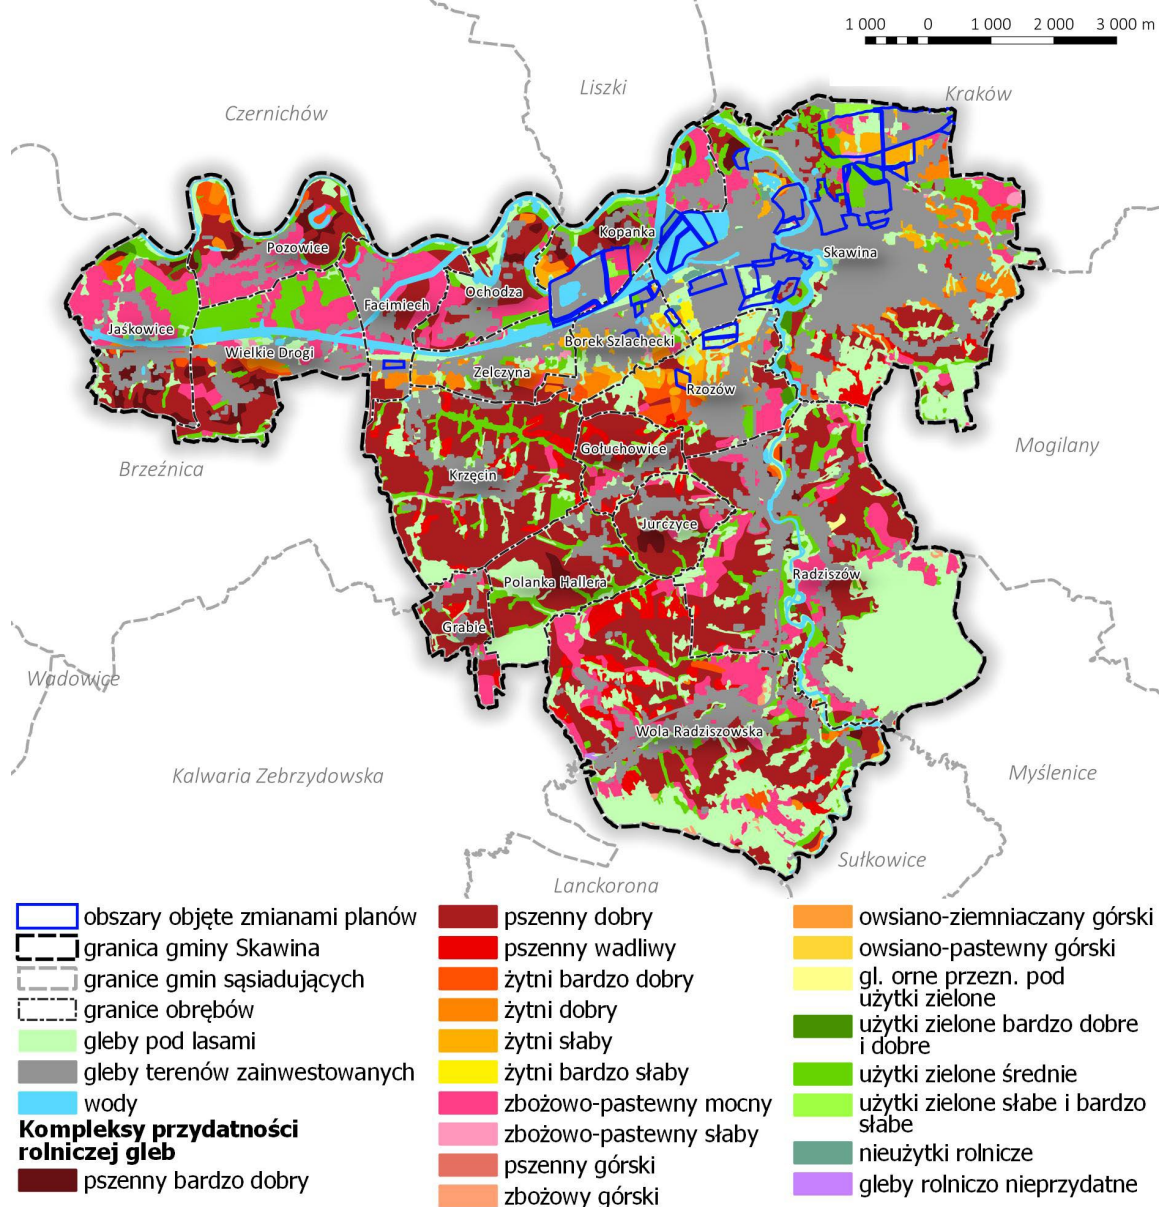 1 000 0 1 000 2 000 3 000 m
Liszki
Kraków
Czernichów
Kopanka
Pozowice
Skawina
Ochodza
Facimiech
Jaśkowice
Borek Szlachecki
Wielkie Drogi
Zelczyna
Rzozów
Mogilany
Gołuchowice
Brzeźnica
Krzęcin
Jurczyce
Radziszów
Polanka Hallera
Grabie
Wadowice
Wola Radziszowska
Kalwaria Zebrzydowska
Myślenice
Sułkowice
Lanckorona
obszary objęte zmianami planów
granica gminy Skawina
granice gmin sąsiadujących
granice obrębów
gleby pod lasami
gleby terenów zainwestowanych
wody
Kompleksy przydatności
rolniczej gleb
pszenny bardzo dobry
pszenny dobry
pszenny wadliwy
żytni bardzo dobry
żytni dobry
żytni słaby
żytni bardzo słaby
zbożowo-pastewny mocny
zbożowo-pastewny słaby
pszenny górski
zbożowy górski
owsiano-ziemniaczany górski
owsiano-pastewny górski
gl. orne przezn. pod
użytki zielone
użytki zielone bardzo dobre
i dobre
użytki zielone średnie
użytki zielone słabe i bardzo
słabe
nieużytki rolnicze
gleby rolniczo nieprzydatne